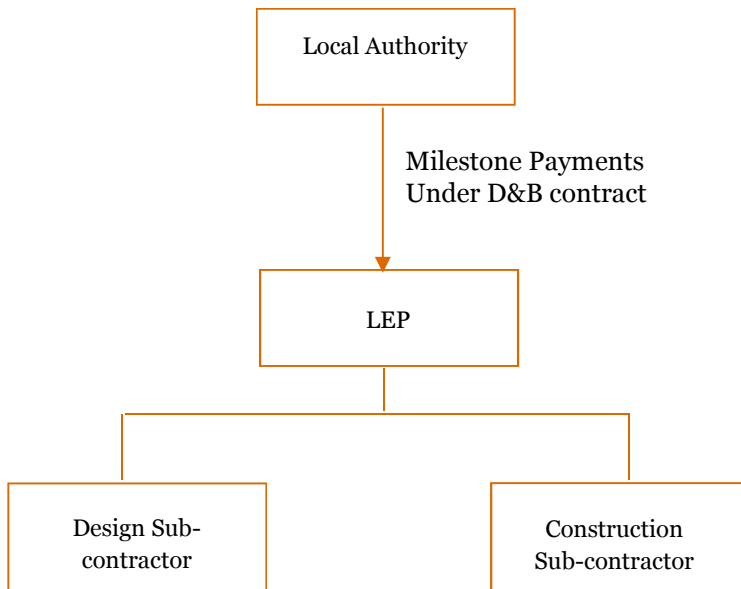 Local Authority
Milestone Payments
Under D&B contract
LEP
Design Sub-
contractor
Construction
Sub-contractor